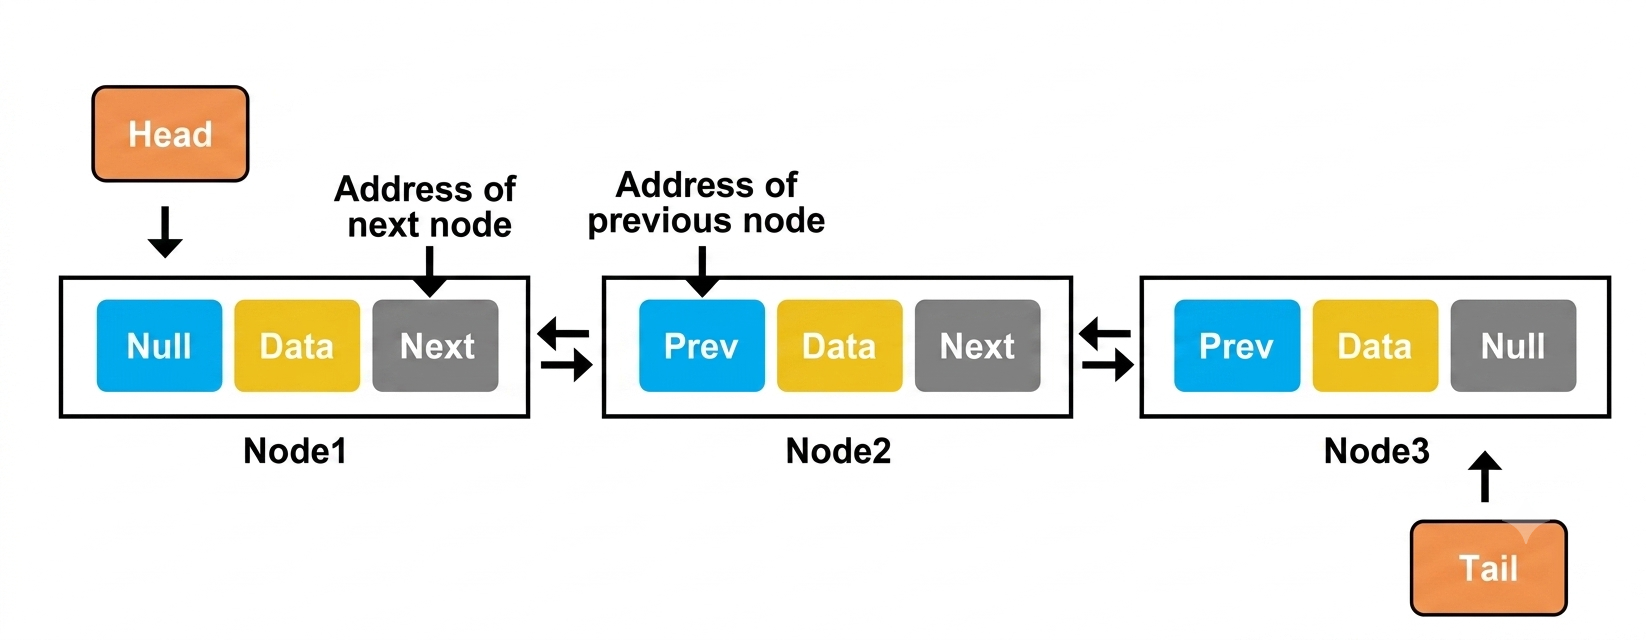 Head
Address of
next node
Address of
previous node
Null Data Next
Prev Data Next
Prev Data Null
Node1
Node2
Node3
Tail